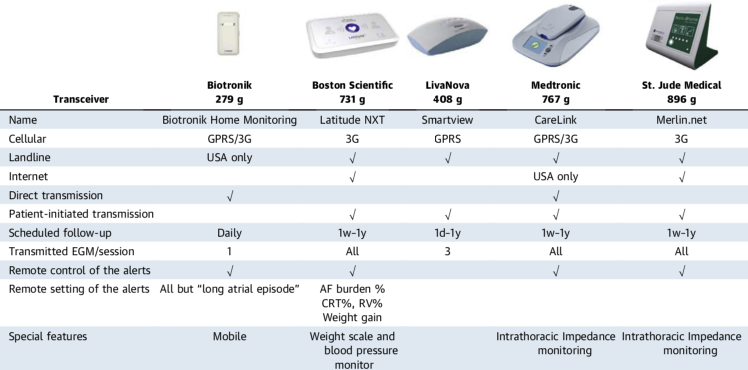 Biotronik Boston Scientific LivaNova Medtronic St. Jude Medical
Transceiver 279 g 731 g 408 g 767 g 896 g
Name Biotronik Home Monitoring Latitude NXT Smartview CareLink Merlin.net
Cellular GPRS/3G 3G GPRS GPRS/3G 3G
Landline USA only √ √ √ √
Internet √ USA only √
Direct transmission √ √
Patient-initiated transmission √ √ √ √
Scheduled follow-up Daily 1w-1y 1d-1y 1w-1y 1w-1y
Transmitted EGM/session 1 All 3 All All
Remote control of the alerts √ √ √ √
Remote setting of the alerts All but "long atrial episode" AF burden %
CRT%, RV%
Weight gain
Special features Mobile Weight scale and Intrathoracic Impedance Intrathoracic Impedance
blood pressure monitoring monitoring
monitor